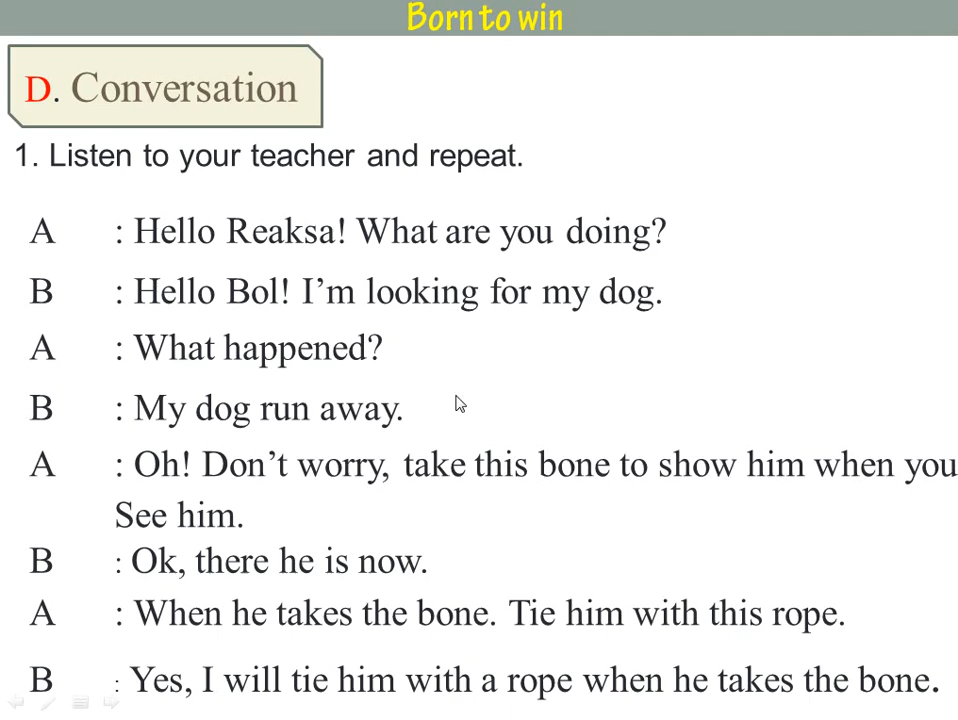 Born to win
D. Conversation
1. Listen to your teacher and repeat.
A : Hello Reaksa! What are you doing?
B : Hello Bol! I’m looking for my dog.
A : What happened?
B : My dog run away.
A : Oh! Don’t worry, take this bone to show him when you
See him.
B : Ok, there he is now.
A : When he takes the bone. Tie him with this rope.
B : Yes, I will tie him with a rope when he takes the bone.